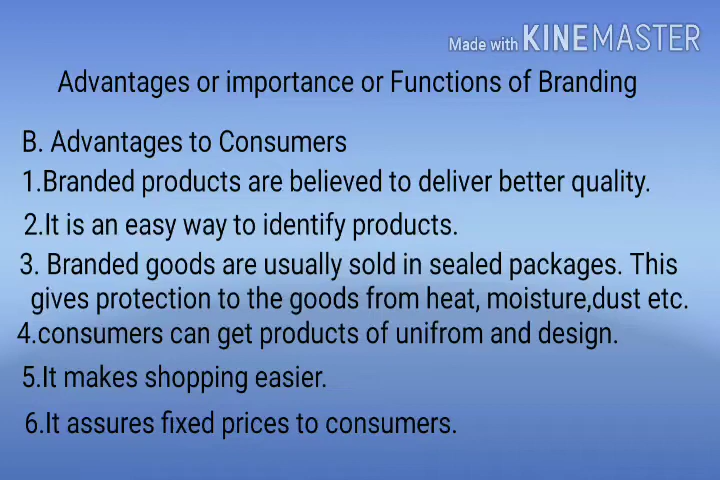 Made with KINEMASTER
Advantages or importance or Functions of Branding
B. Advantages to Consumers
1.Branded products are believed to deliver better quality.
2.It is an easy way to identify products.
3. Branded goods are usually sold in sealed packages. This
gives protection to the goods from heat, moisture,dust etc.
4.consumers can get products of unifrom and design.
5.It makes shopping easier.
6.It assures fixed prices to consumers.